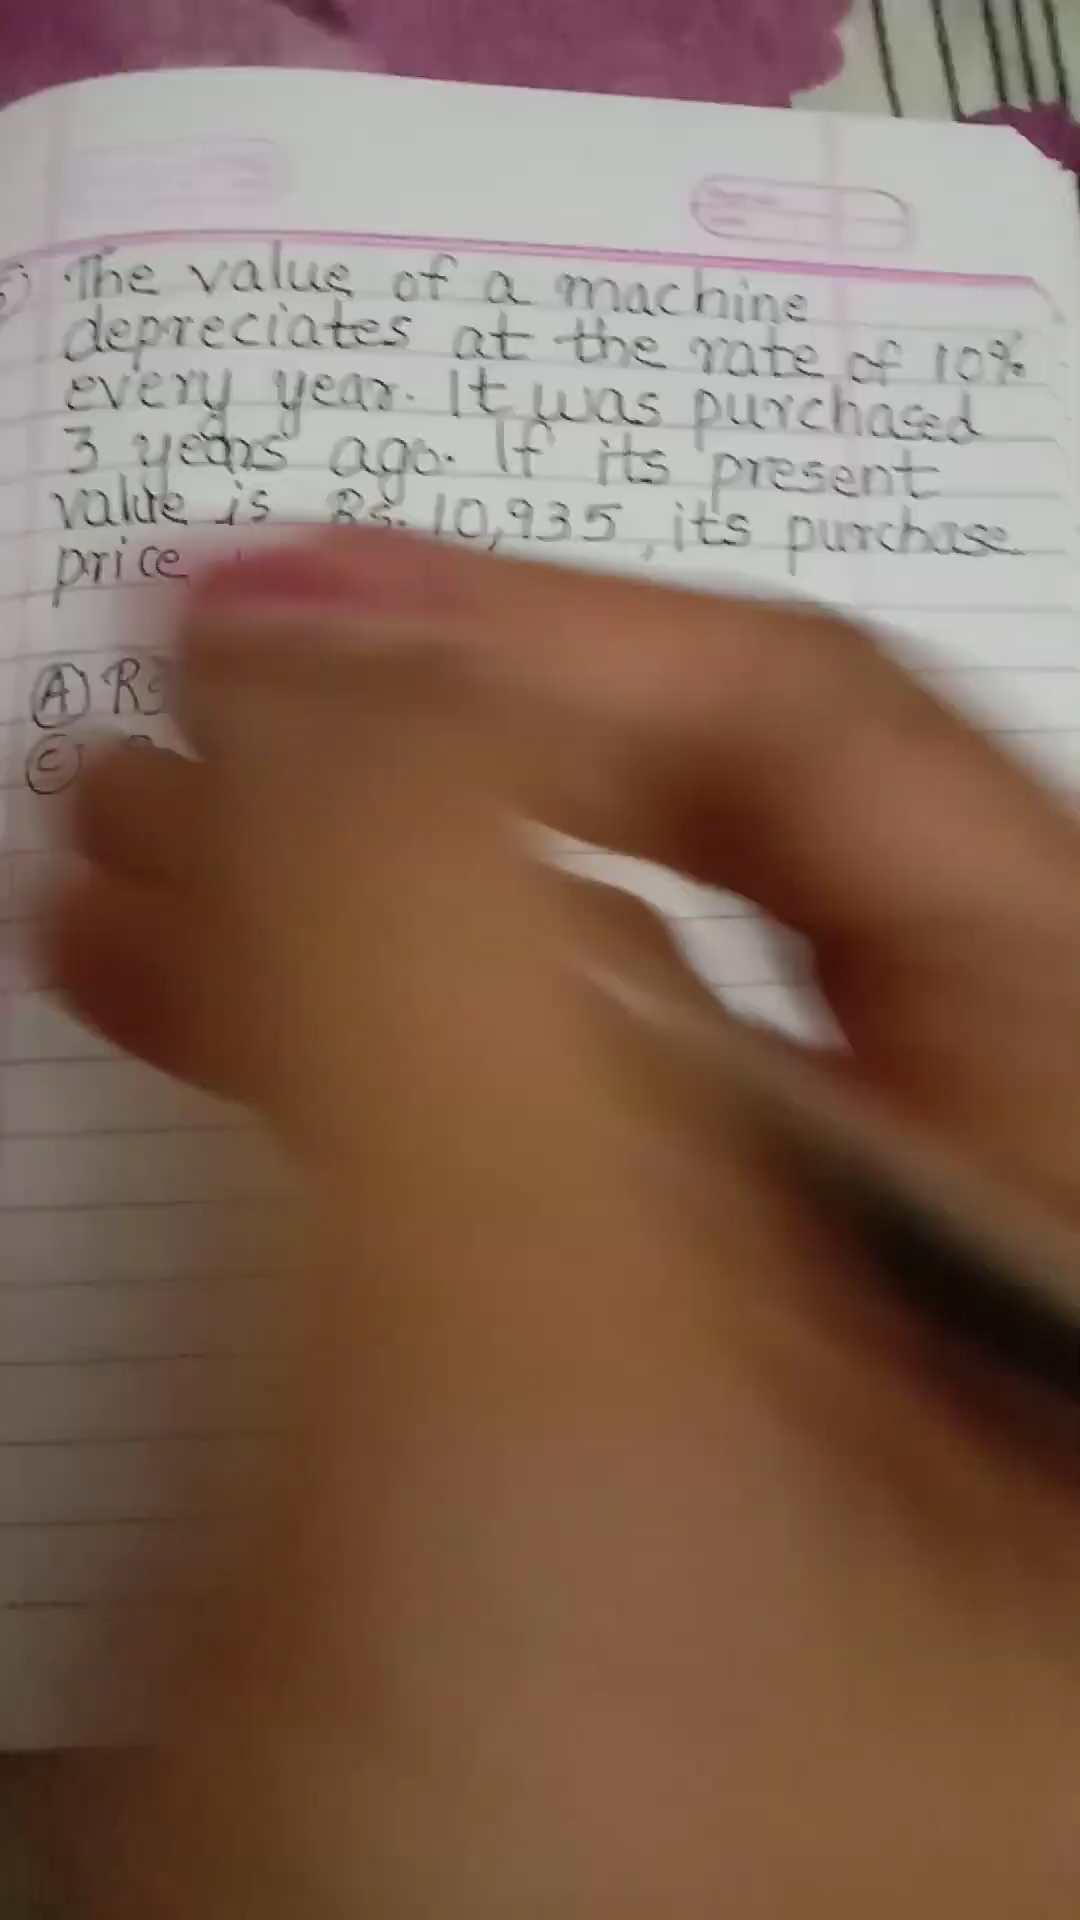 The value of a machine
depreciates at the rate of 10%
every year. It was purchased
3 years ago. If its present
value is Rs. 10,935, its purchase
price
(A) Rs
(C)